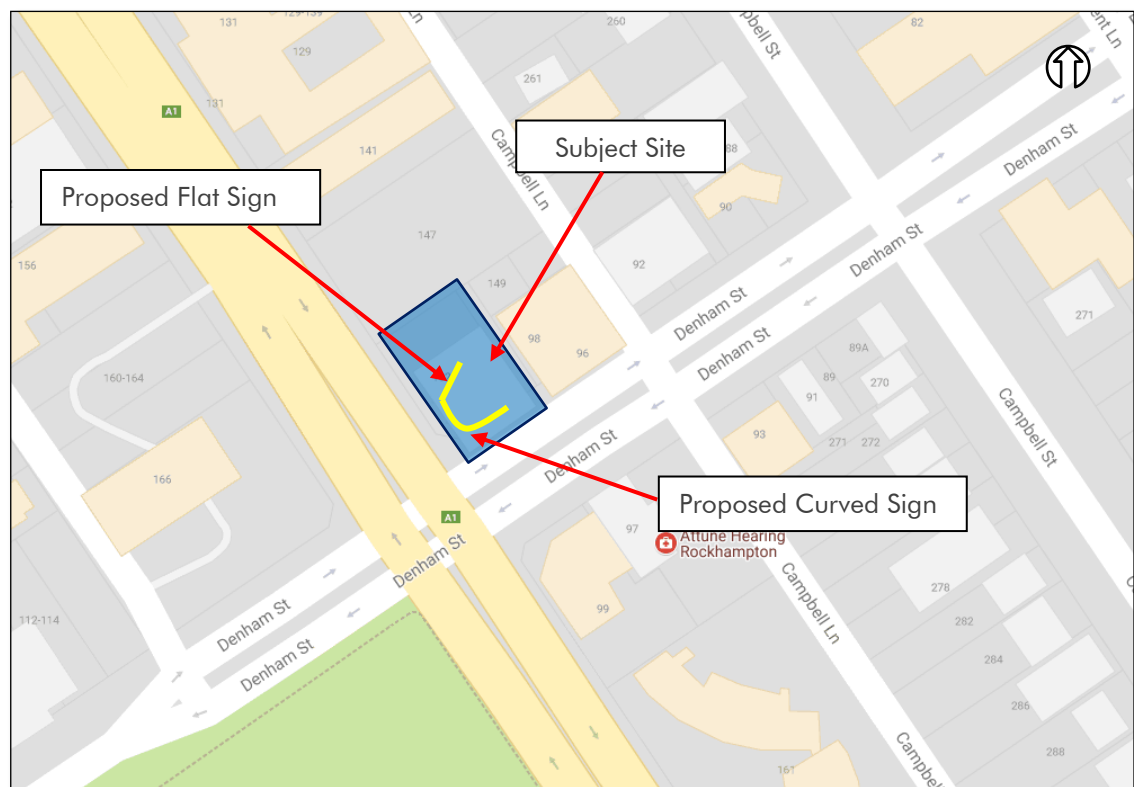 131
129-139
129
131
A1
141
261
260
82
Campbell St
Campbell Ln
Subject Site
Proposed Flat Sign
88
90
Denham St
Denham St
156
147
149
92
Denham St
Denham St
98
96
271
160-164
89A
89
270
91
93
271
272
Campbell St
166
Denham St
Proposed Curved Sign
A1
97
Attune Hearing
Rockhampton
Denham St
99
Campbell Ln
278
282
112-114
Denham St
Denham St
284
286
288
161
Campbell Ln